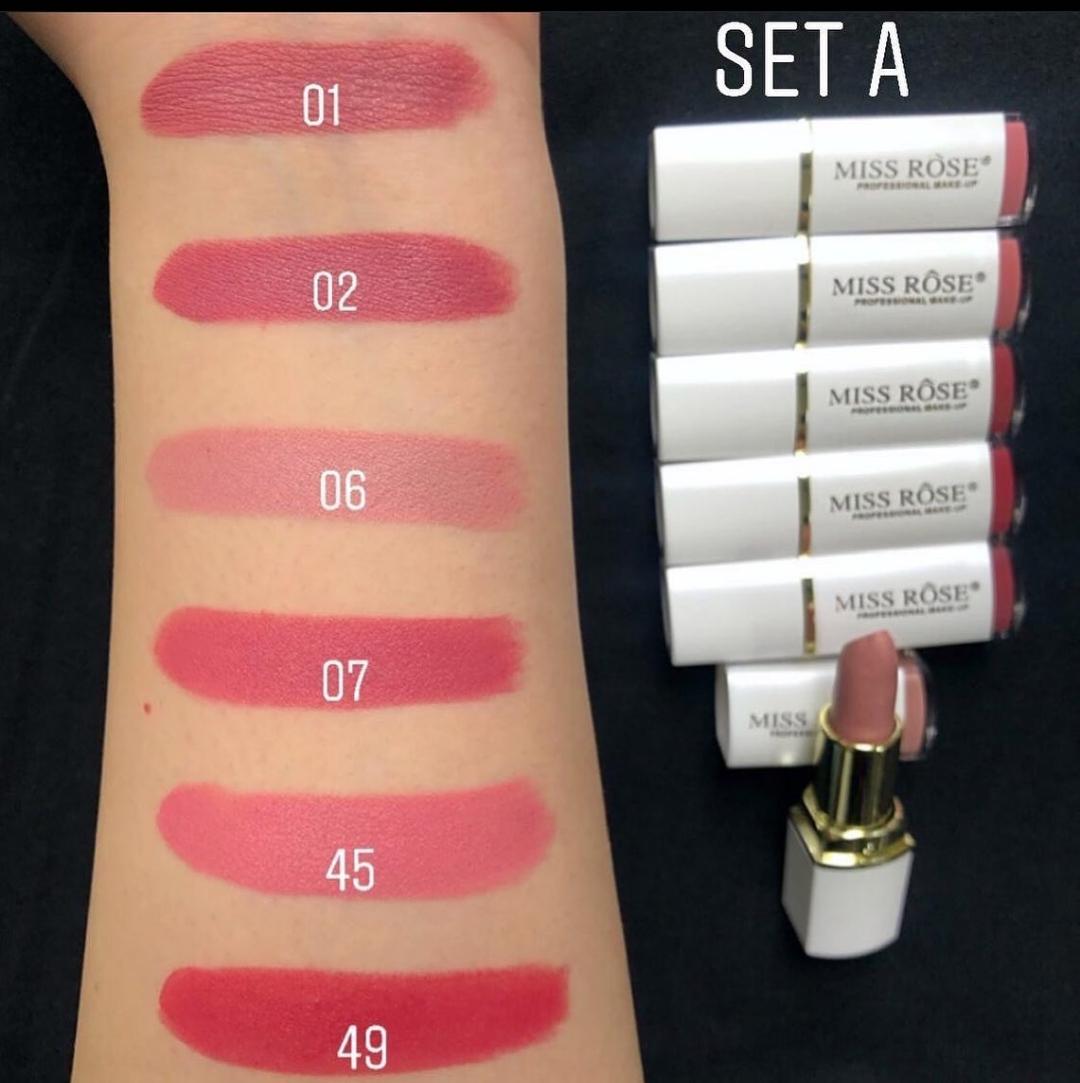 SET A
01
02
06
07
45
49
MISS RÒSE®
PROFESSIONAL MAKE-UP
MISS RÔSE®
PROFESSIONAL MAKE-UP
MISS RÔSE®
PROFESSIONAL MAKE-UP
MISS RÔSE®
PROFESSIONAL MAKE-UP
MISS RÔSE®
PROFESSIONAL MAKE-UP
MISS